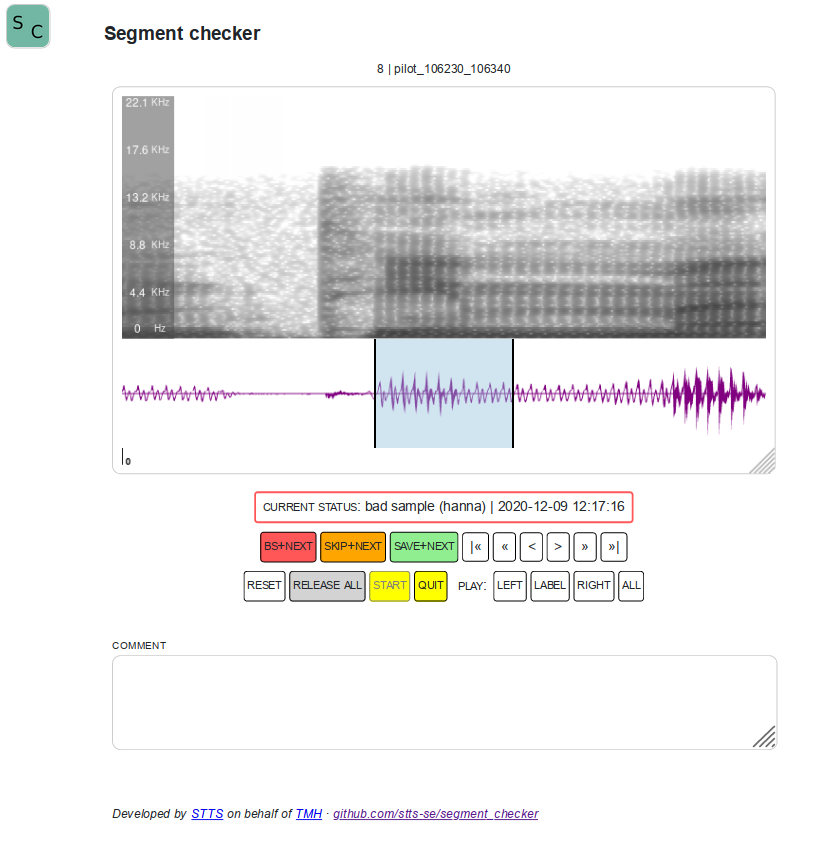 S C
Segment checker
8 | pilot_106230_106340
22.1 KHz
17.6 KHz
13.2 KHz
8.8 KHz
4.4 KHz
0 Hz
0
CURRENT STATUS: bad sample (hanna) | 2020-12-09 12:17:16
BS+NEXT SKIP+NEXT SAVE+NEXT |« « < > » »|
RESET RELEASE ALL START QUIT PLAY: LEFT LABEL RIGHT ALL
COMMENT
Developed by STTS on behalf of TMH · github.com/stts-se/segment_checker